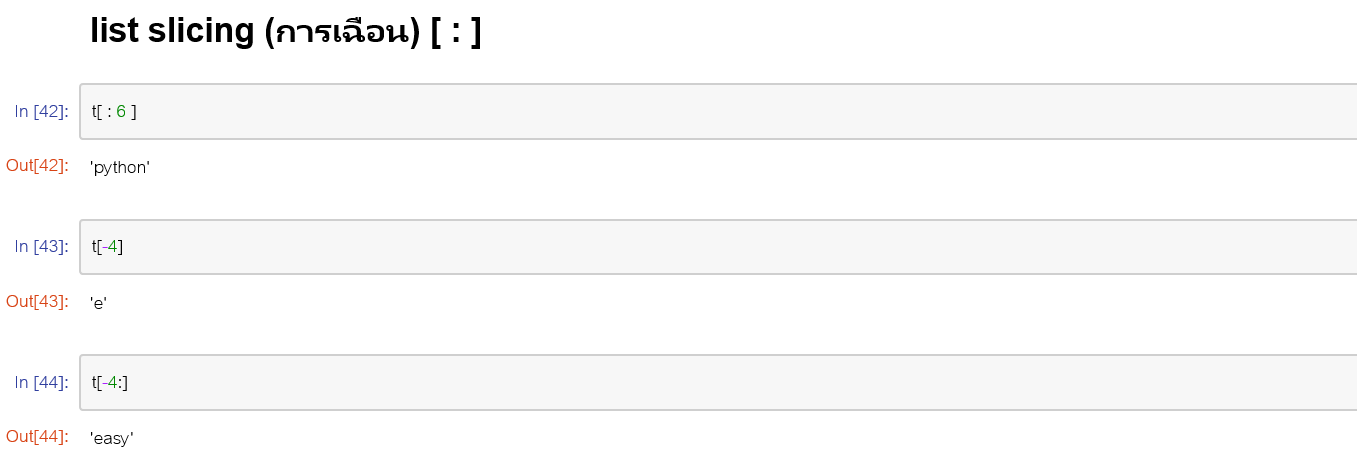 list slicing (การเฉือน) [ : ]
In [42]: t[ : 6 ]
Out[42]: 'python'
In [43]: t[-4]
Out[43]: 'e'
In [44]: t[-4:]
Out[44]: 'easy'